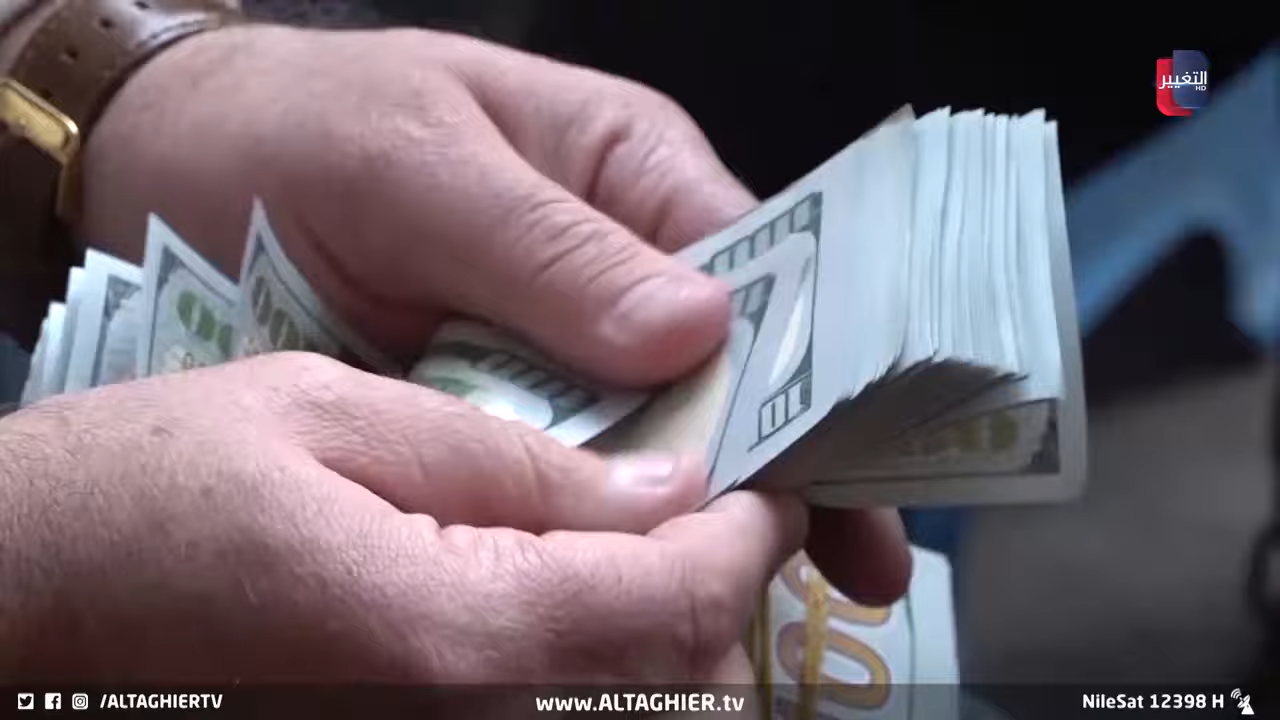 التغيير
HD
/ALTAGHIERTV
www.ALTAGHIER.tv
NileSat 12398 H